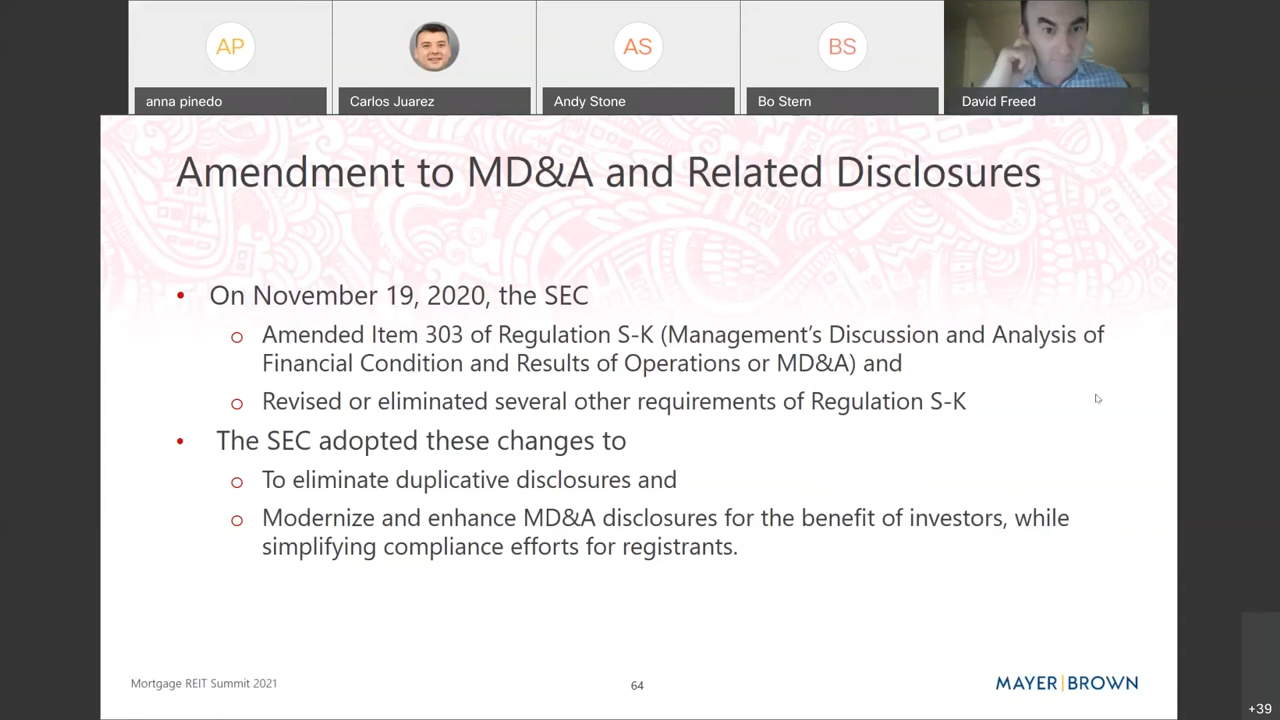 AP
AS
BS
anna pinedo
Carlos Juarez
Andy Stone
Bo Stern
David Freed
Amendment to MD&A and Related Disclosures
• On November 19, 2020, the SEC
o Amended Item 303 of Regulation S-K (Management's Discussion and Analysis of
Financial Condition and Results of Operations or MD&A) and
o Revised or eliminated several other requirements of Regulation S-K
• The SEC adopted these changes to
o To eliminate duplicative disclosures and
o Modernize and enhance MD&A disclosures for the benefit of investors, while
simplifying compliance efforts for registrants.
Mortgage REIT Summit 2021
64
MAYER | BROWN
+39